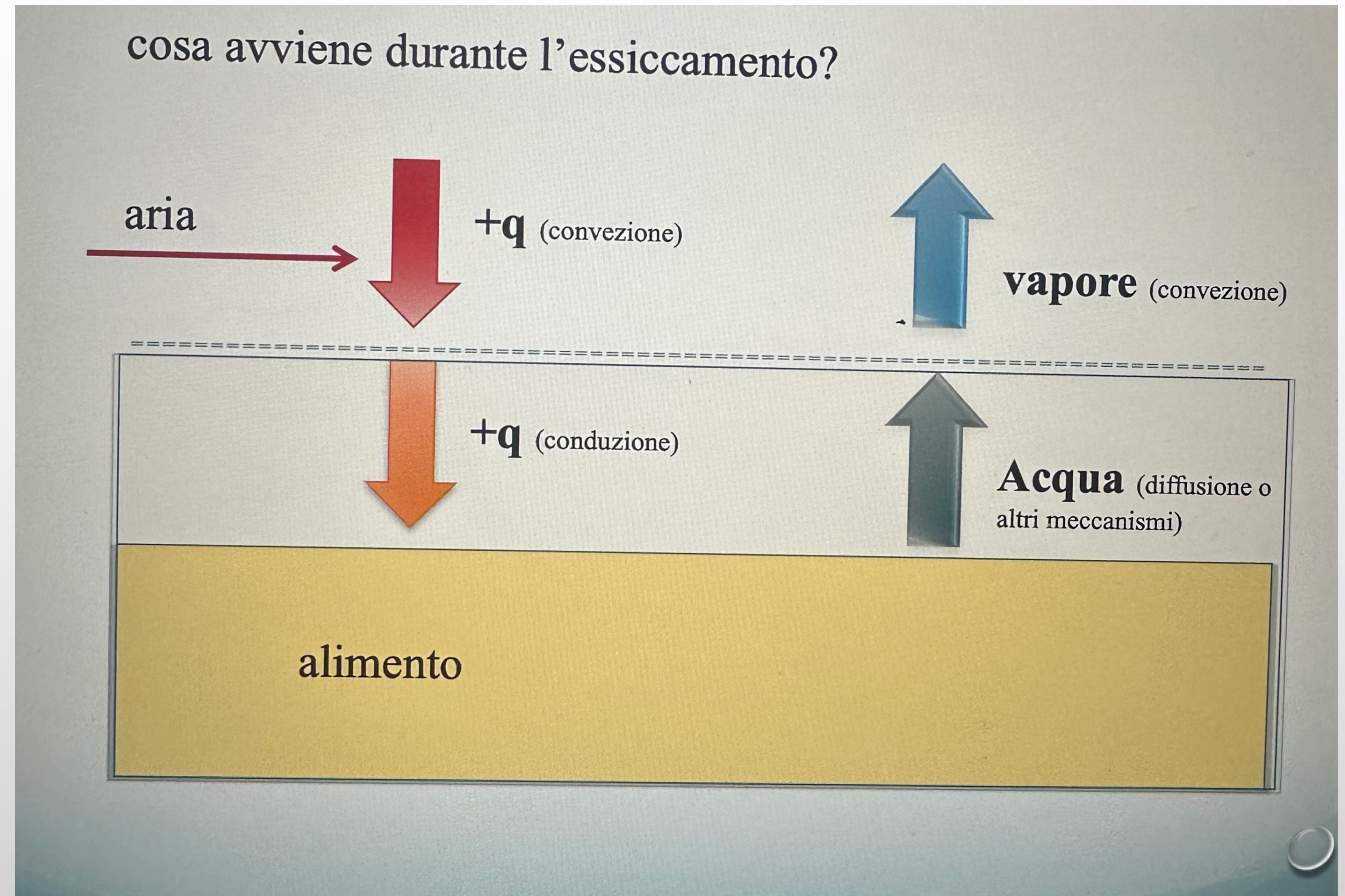 cosa avviene durante l'essiccamento?
aria
+q (convezione)
vapore (convezione)
+q (conduzione)
Acqua (diffusione o
altri meccanismi)
alimento